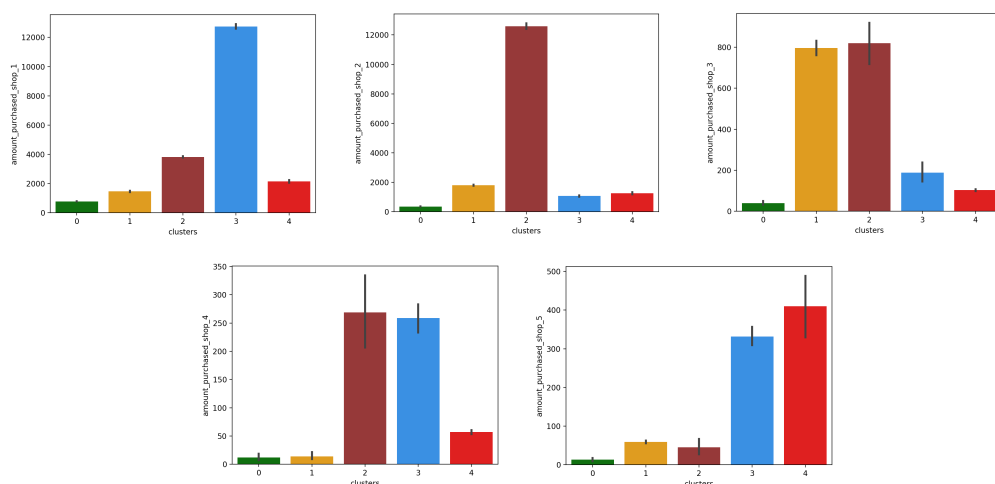 amount_purchased_shop_1
12000
10000
8000
6000
4000
2000
0
0 1 2 3 4
clusters
amount_purchased_shop_2
12000
10000
8000
6000
4000
2000
0
0 1 2 3 4
clusters
amount_purchased_shop_3
800
600
400
200
0
0 1 2 3 4
clusters
amount_purchased_shop_4
350
300
250
200
150
100
50
0
0 1 2 3 4
clusters
amount_purchased_shop_5
500
400
300
200
100
0
0 1 2 3 4
clusters